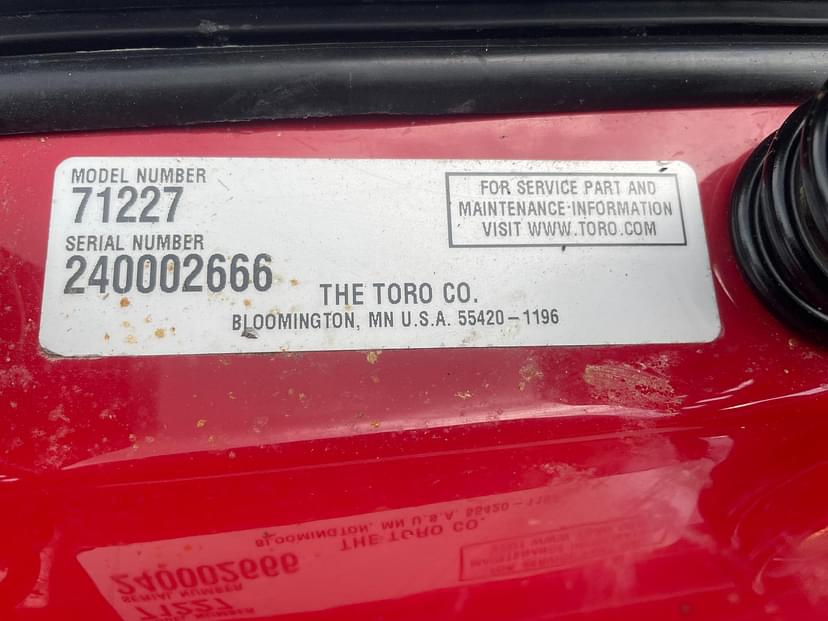 MODEL NUMBER
71227
SERIAL NUMBER
240002666
FOR SERVICE PART AND
MAINTENANCE-INFORMATION
VISIT WWW.TORO.COM
THE TORO CO.
BLOOMINGTON, MN U.S.A. 55420-1196